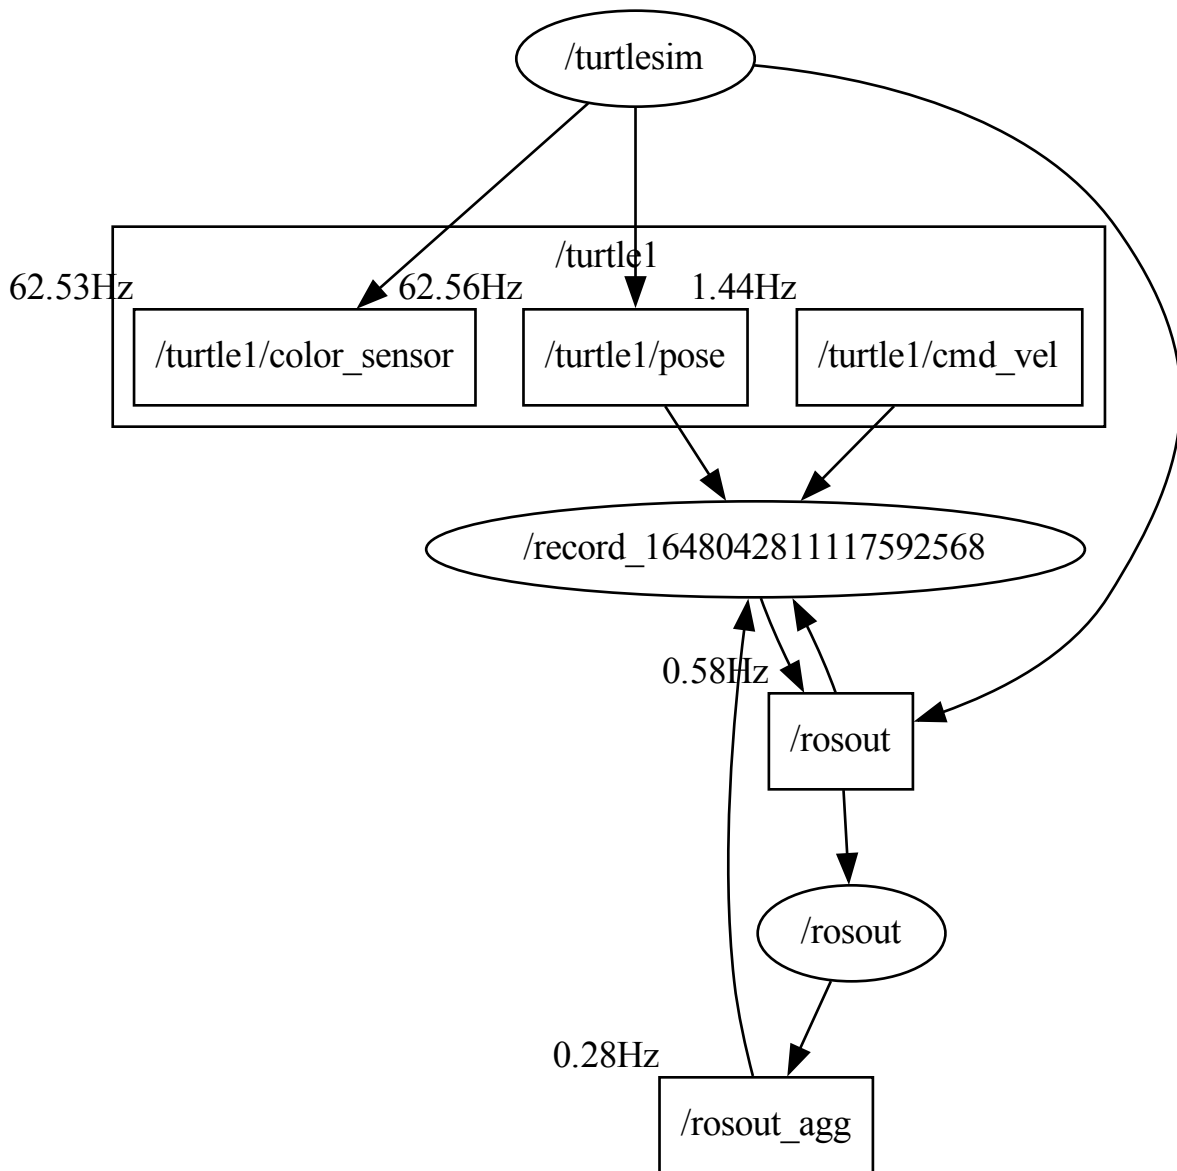 /turtlesim
/turtle1
62.53Hz
62.56Hz
1.44Hz
/turtle1/color_sensor
/turtle1/pose
/turtle1/cmd_vel
/record_1648042811117592568
0.58Hz
/rosout
/rosout
0.28Hz
/rosout_agg